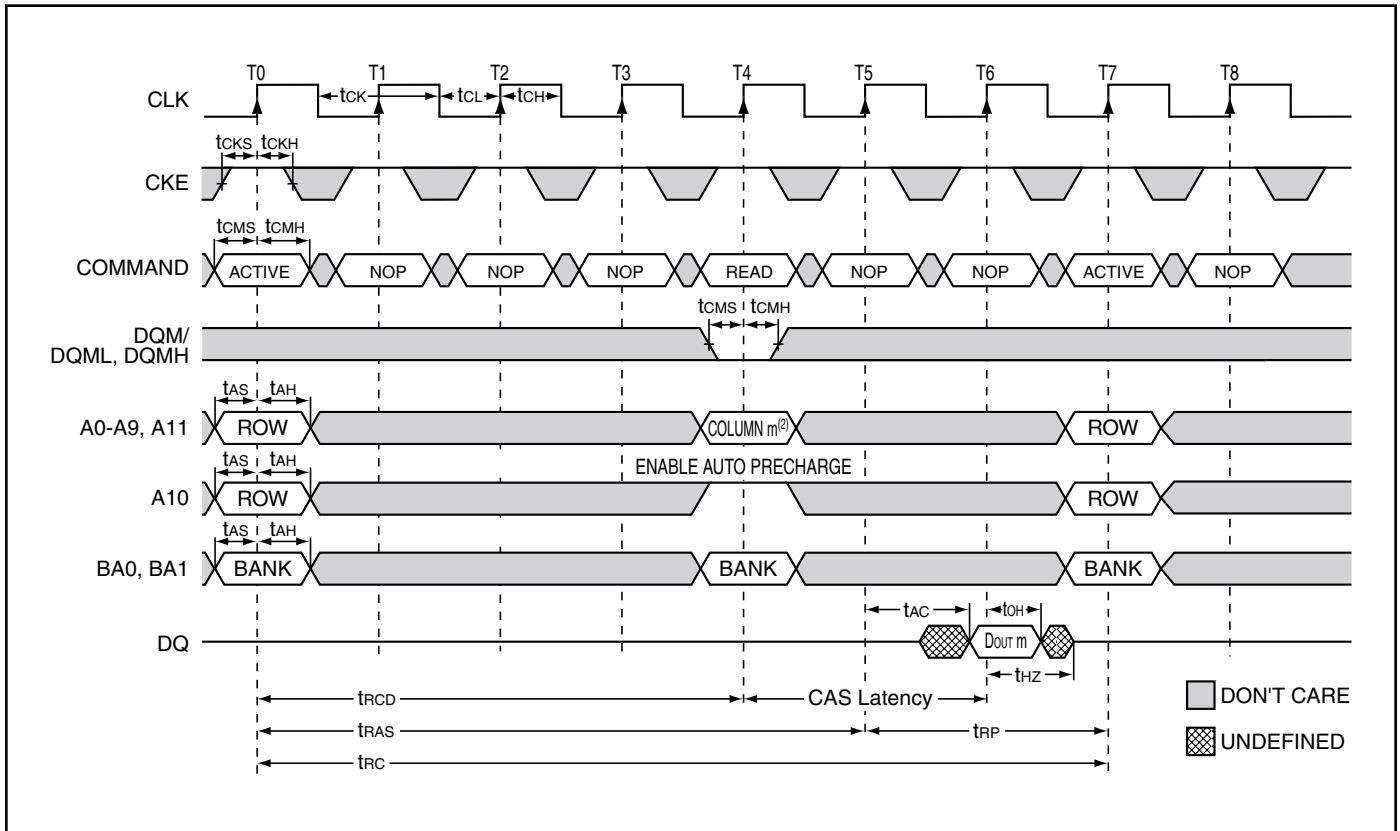 T0 T1 T2 T3 T4 T5 T6 T7 T8
CLK tCK tCL tCH
tCKS tCKH
CKE
tCMS tCMH
COMMAND ACTIVE NOP NOP NOP READ NOP NOP ACTIVE NOP
tCMS tCMH
DQM/
DQML, DQMH
tAS tAH
A0-A9, A11 ROW COLUMN m(2) ROW
tAS tAH ENABLE AUTO PRECHARGE
A10 ROW ROW
tAS tAH
BA0, BA1 BANK BANK BANK
tAC tOH
DQ DOUT m
tHZ
tRCD CAS Latency DON'T CARE
tRAS tRP
UNDEFINED
tRC